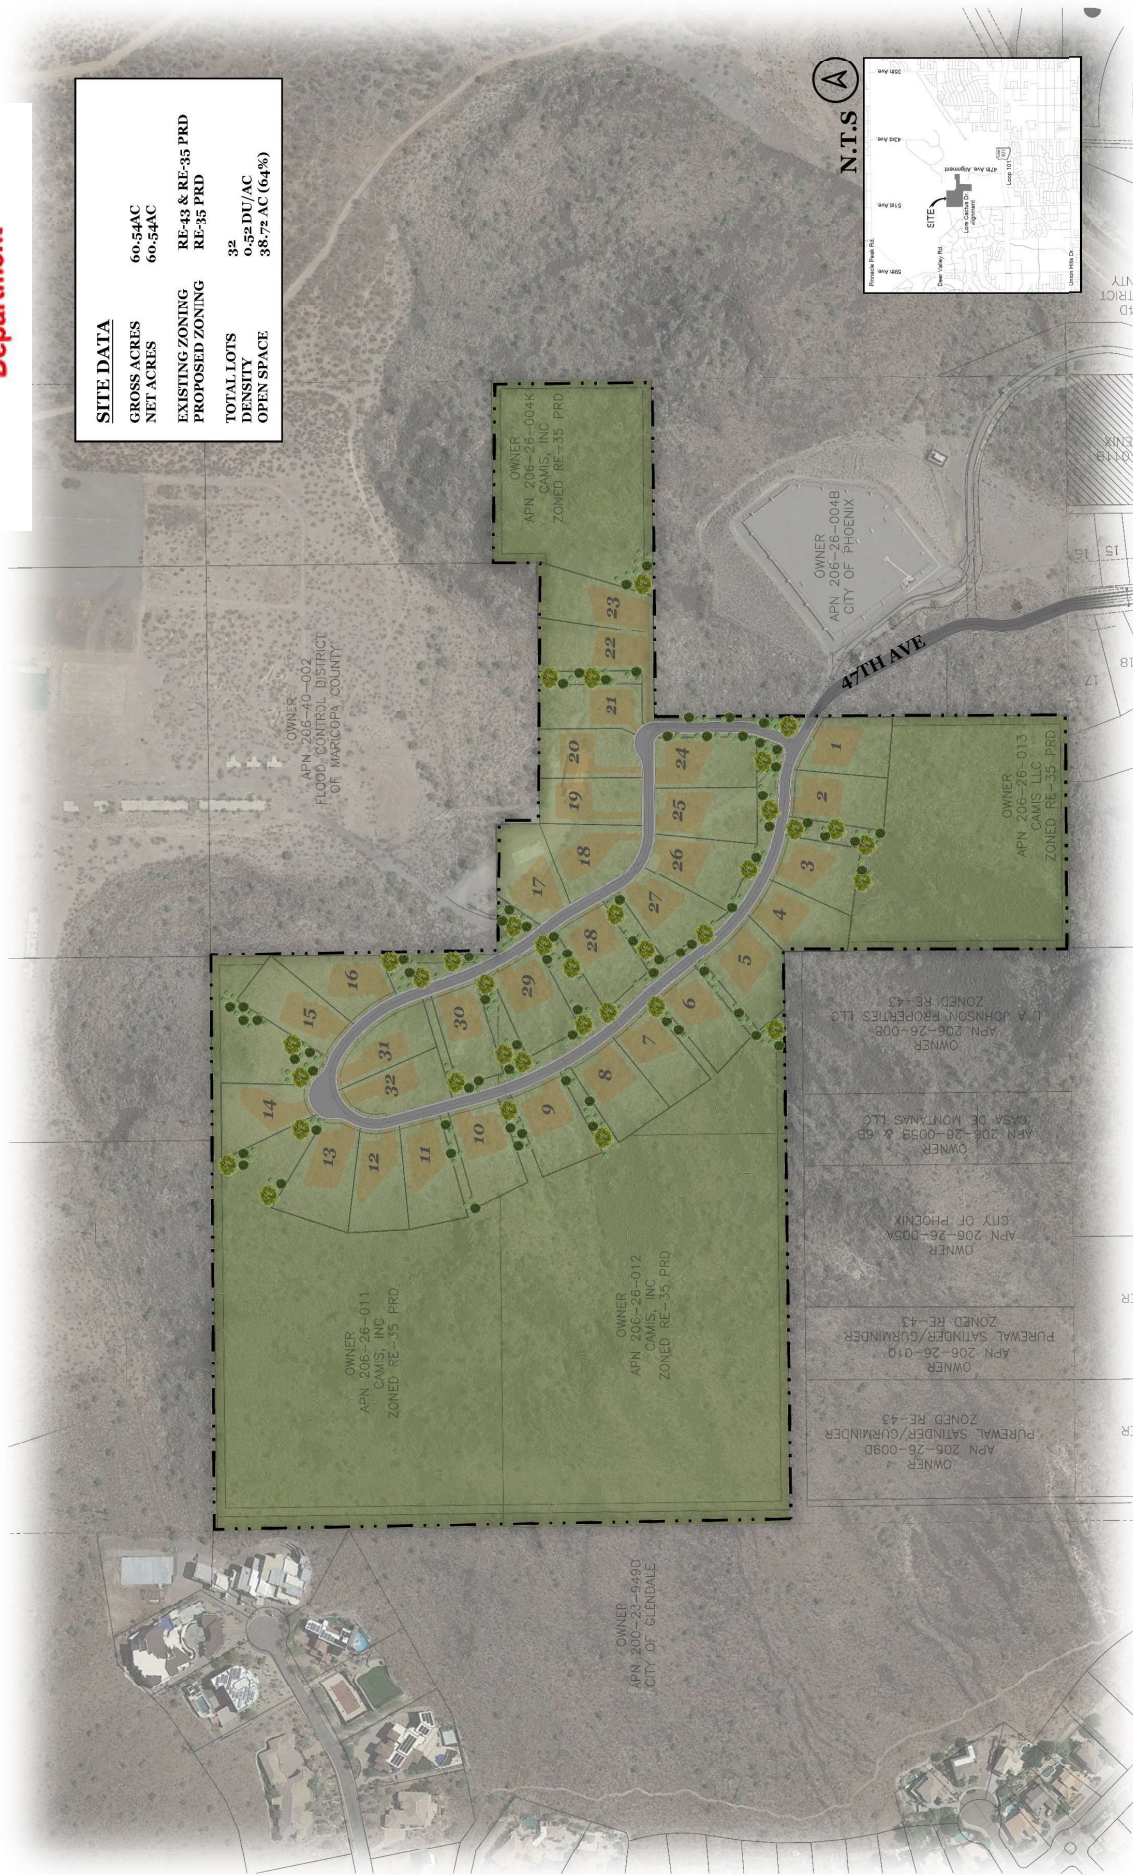 Department
SITE DATA
GROSS ACRES 60.54AC
NET ACRES 60.54AC
EXISTING ZONING RE-43 & RE-35 PRD
PROPOSED ZONING RE-35 PRD
TOTAL LOTS 32
DENSITY 0.52 DU/AC
OPEN SPACE 38.72 AC (64%)
N.T.S
Pinnacle Peak Rd.
Deer Valley Rd.
Union Hills Dr.
59th Ave.
51st Ave.
43rd Ave.
35th Ave.
SITE
Lone Cactus Dr.
Alignment
47th Ave Alignment
Loop 101
OWNER
APN 206-40-002
FLOOD CONTROL DISTRICT
OF MARICOPA COUNTY
OWNER
APN 206-26-004K
CAMIS, INC
ZONED RE-35 PRD
OWNER
APN 206-26-004B
CITY OF PHOENIX
47TH AVE
OWNER
APN 206-26-013
CAMIS LLC
ZONED RE-35 PRD
OWNER
APN 206-26-011
CAMIS, INC
ZONED RE-35 PRD
OWNER
APN 206-26-012
CAMIS, INC
ZONED RE-35 PRD
OWNER
APN 200-23-949D
CITY OF GLENDALE
OWNER
APN 206-26-009D
PUREWAL SATINDER/GURMINDER
ZONED RE-43
OWNER
APN 206-26-010
PUREWAL SATINDER/GURMINDER
ZONED RE-43
OWNER
APN 206-26-005A
CITY OF PHOENIX
OWNER
APN 206-26-005B & 6B
CASA DE MONTANAS LLC
OWNER
APN 206-26-008
L A JOHNSON PROPERTIES LLC
ZONED RE-43
1
2
3
4
5
6
7
8
9
10
11
12
13
14
15
16
17
18
19
20
21
22
23
24
25
26
27
28
29
30
31
32
15
16
17
18